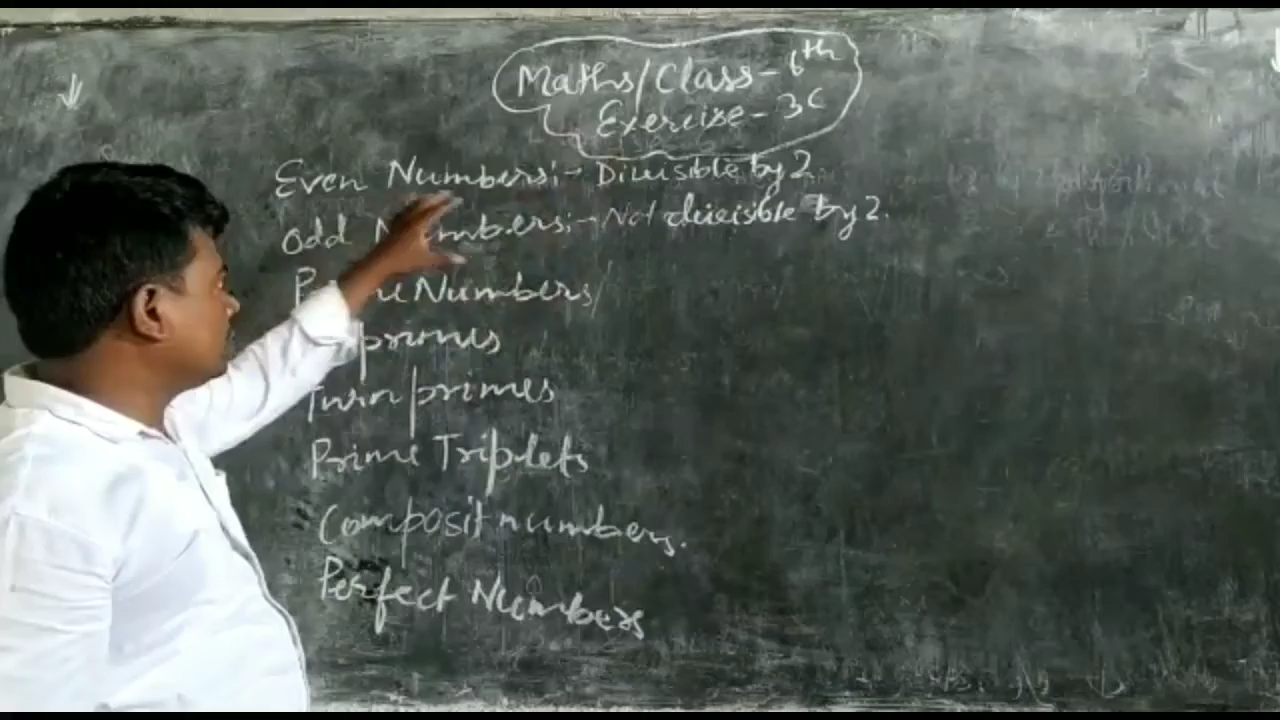 Maths/Class-6th
Exercise-3C
Even Numbers:- Divisible by 2
Odd Numbers:- Not divisible by 2.
Numbers/
primes
Twin primes
Prime Triplets
Composit numbers.
Perfect Numbers